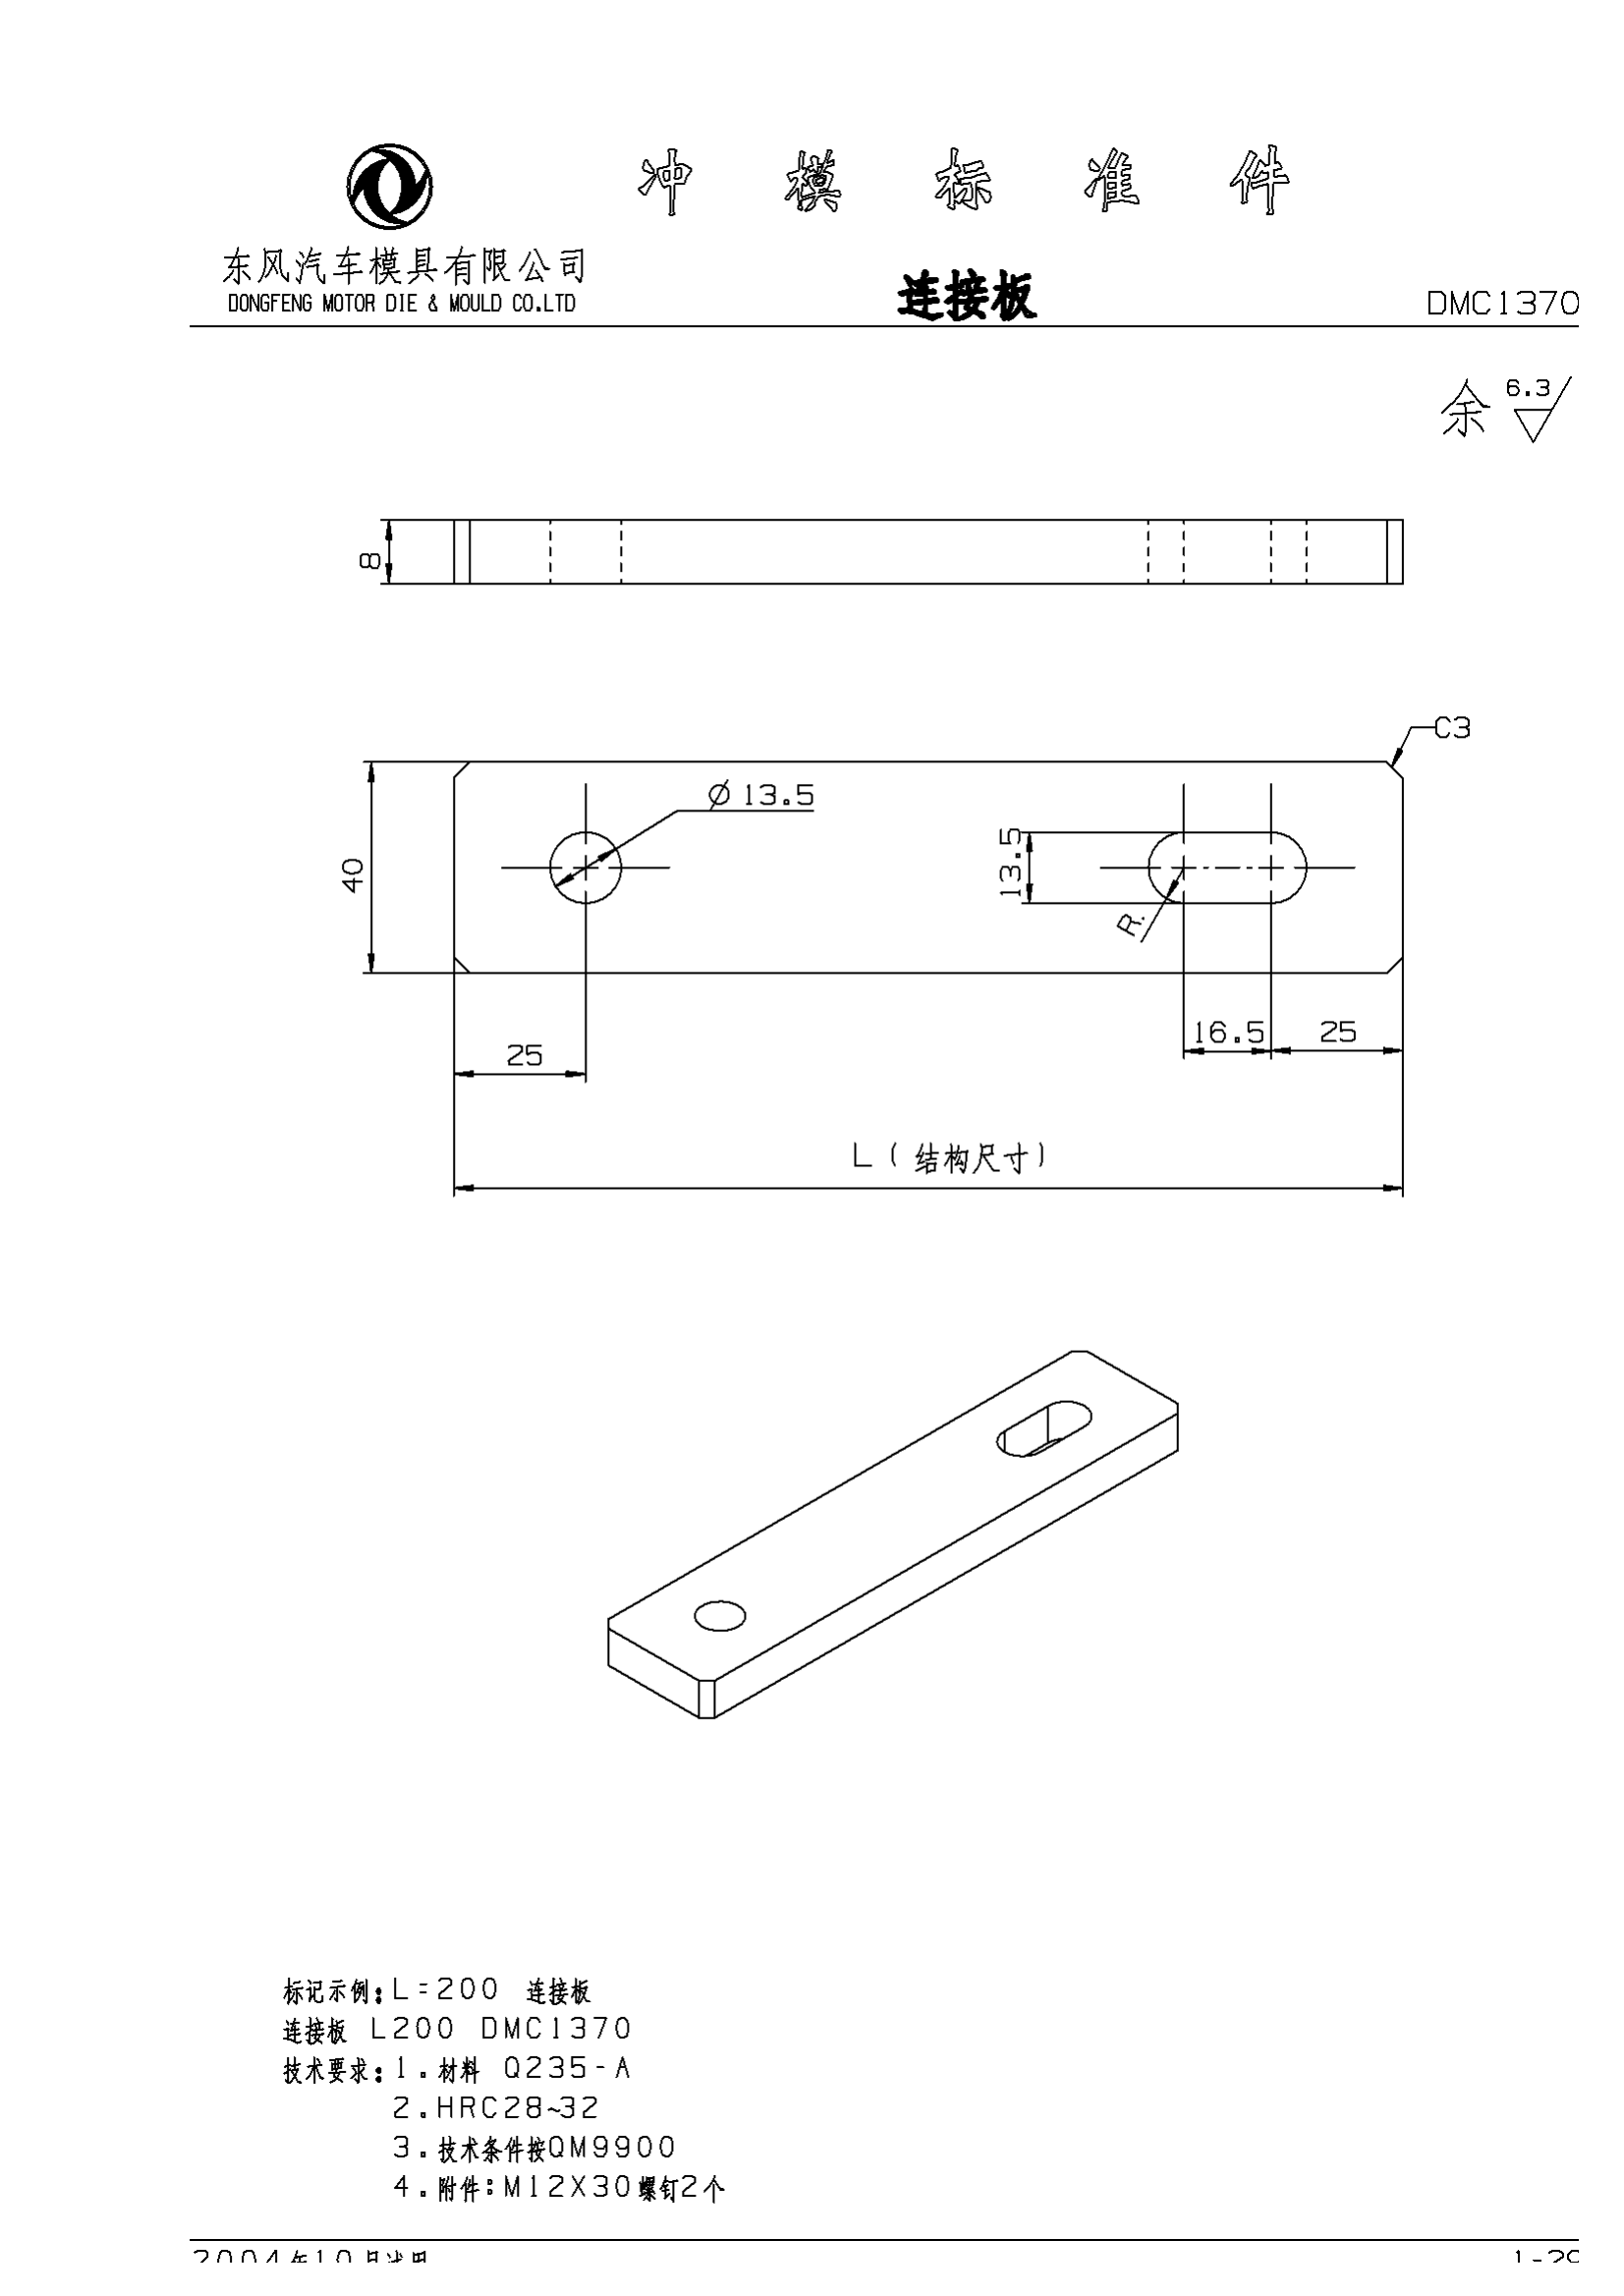 冲模标准件
东风汽车模具有限公司
DONGFENG MOTOR DIE & MOULD CO.LTD
连接板
DMC1370
余 6.3
8
C3
Ø13.5
40
13.5
R.
16.5
25
25
L(结构尺寸)
标记示例:L=200 连接板
连接板 L200 DMC1370
技术要求:1.材料 Q235-A
2.HRC28~32
3.技术条件按QM9900
4.附件:M12X30螺钉2个
2004年10月